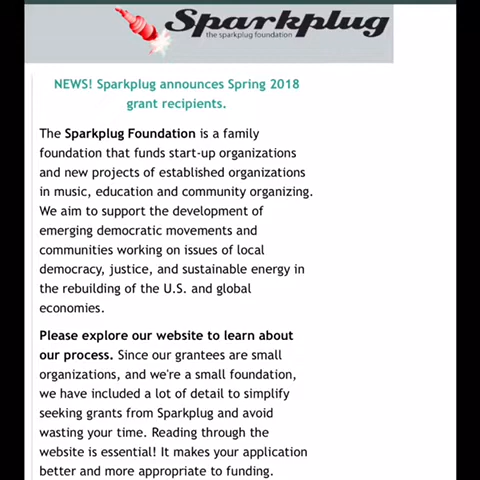 Sparkplug
the sparkplug foundation
NEWS! Sparkplug announces Spring 2018
grant recipients.
The Sparkplug Foundation is a family
foundation that funds start-up organizations
and new projects of established organizations
in music, education and community organizing.
We aim to support the development of
emerging democratic movements and
communities working on issues of local
democracy, justice, and sustainable energy in
the rebuilding of the U.S. and global
economies.
Please explore our website to learn about
our process. Since our grantees are small
organizations, and we're a small foundation,
we have included a lot of detail to simplify
seeking grants from Sparkplug and avoid
wasting your time. Reading through the
website is essential! It makes your application
better and more appropriate to funding.